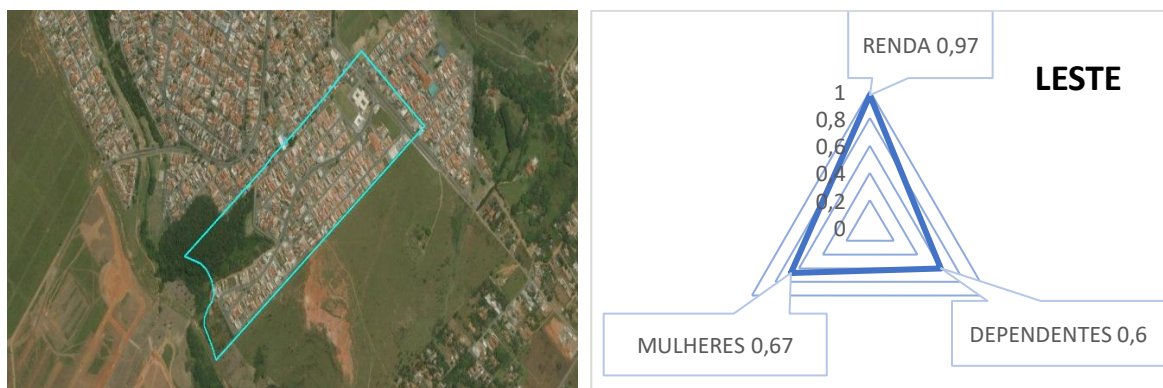 RENDA 0,97
LESTE
1
0,8
0,6
0,4
0,2
0
MULHERES 0,67
DEPENDENTES 0,6